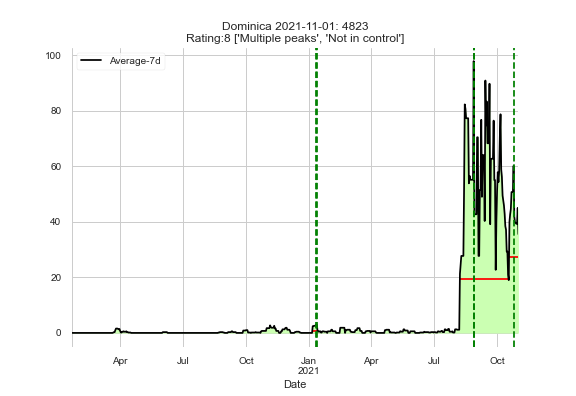 Dominica 2021-11-01: 4823
Rating:8 ['Multiple peaks', 'Not in control']
Average-7d
100
80
60
40
20
0
Apr Jul Oct Jan Apr Jul Oct
2021
Date